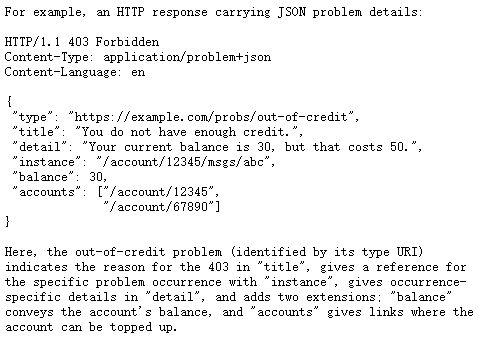 For example, an HTTP response carrying JSON problem details:

HTTP/1.1 403 Forbidden
Content-Type: application/problem+json
Content-Language: en

{
 "type": "https://example.com/probs/out-of-credit",
 "title": "You do not have enough credit.",
 "detail": "Your current balance is 30, but that costs 50.",
 "instance": "/account/12345/msgs/abc",
 "balance": 30,
 "accounts": ["/account/12345",
              "/account/67890"]
}

Here, the out-of-credit problem (identified by its type URI)
indicates the reason for the 403 in "title", gives a reference for
the specific problem occurrence with "instance", gives occurrence-
specific details in "detail", and adds two extensions; "balance"
conveys the account's balance, and "accounts" gives links where the
account can be topped up.